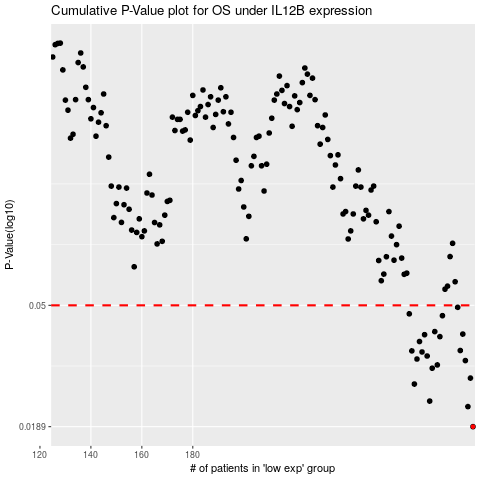 Cumulative P-Value plot for OS under IL12B expression
P-Value(log10)
0.05
0.0189
120 140 160 180
# of patients in 'low exp' group